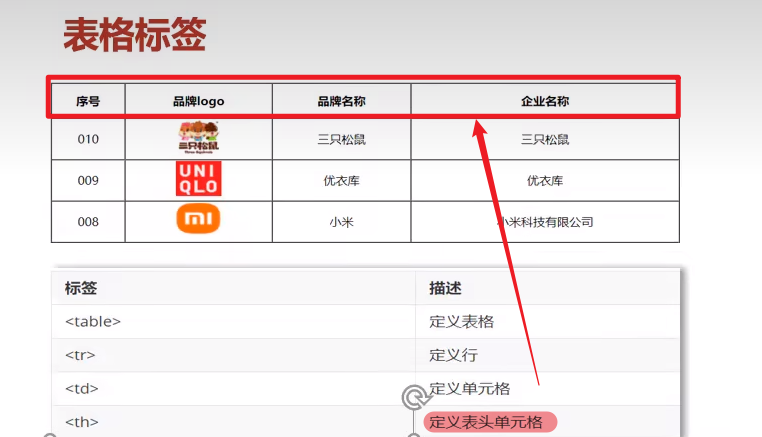 表格标签
序号 品牌logo 品牌名称 企业名称
010 三只松鼠 三只松鼠 三只松鼠
009 UNI QLO 优衣库 优衣库
008 mi 小米 小米科技有限公司
标签 描述
<table> 定义表格
<tr> 定义行
<td> 定义单元格
<th> 定义表头单元格